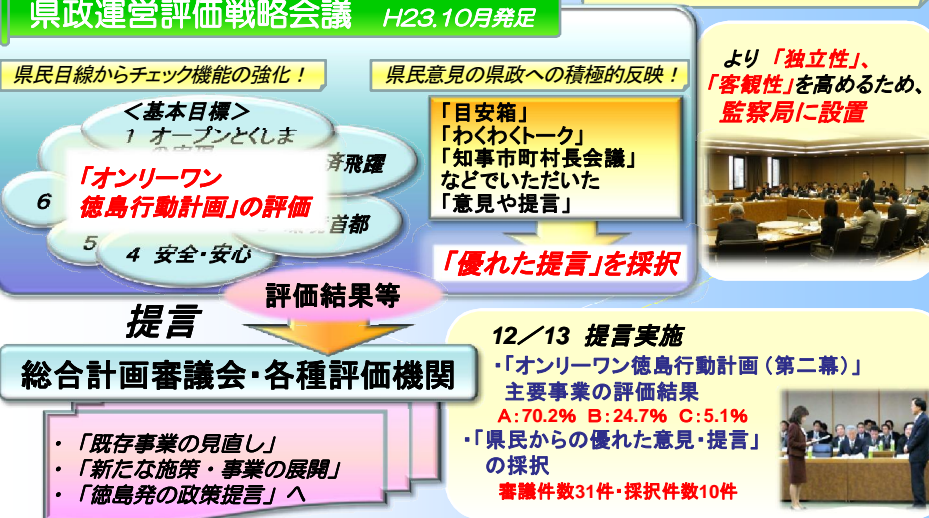 県政運営評価戦略会議 H23.10月発足
県民目線からチェック機能の強化!
県民意見の県政への積極的反映!
<基本目標>
1 オープンとくしま
済飛躍
「オンリーワン
徳島行動計画」の評価
6
首都
5
4 安全・安心
「目安箱」
「わくわくトーク」
「知事市町村長会議」
などでいただいた
「意見や提言」
「優れた提言」を採択
より「独立性」、
「客観性」を高めるため、
監察局に設置
評価結果等
提言
総合計画審議会・各種評価機関
・「既存事業の見直し」
・「新たな施策・事業の展開」
・「徳島発の政策提言」へ
12/13 提言実施
・「オンリーワン徳島行動計画(第二幕)」
主要事業の評価結果
A:70.2% B:24.7% C:5.1%
・「県民からの優れた意見・提言」
の採択
審議件数31件・採択件数10件